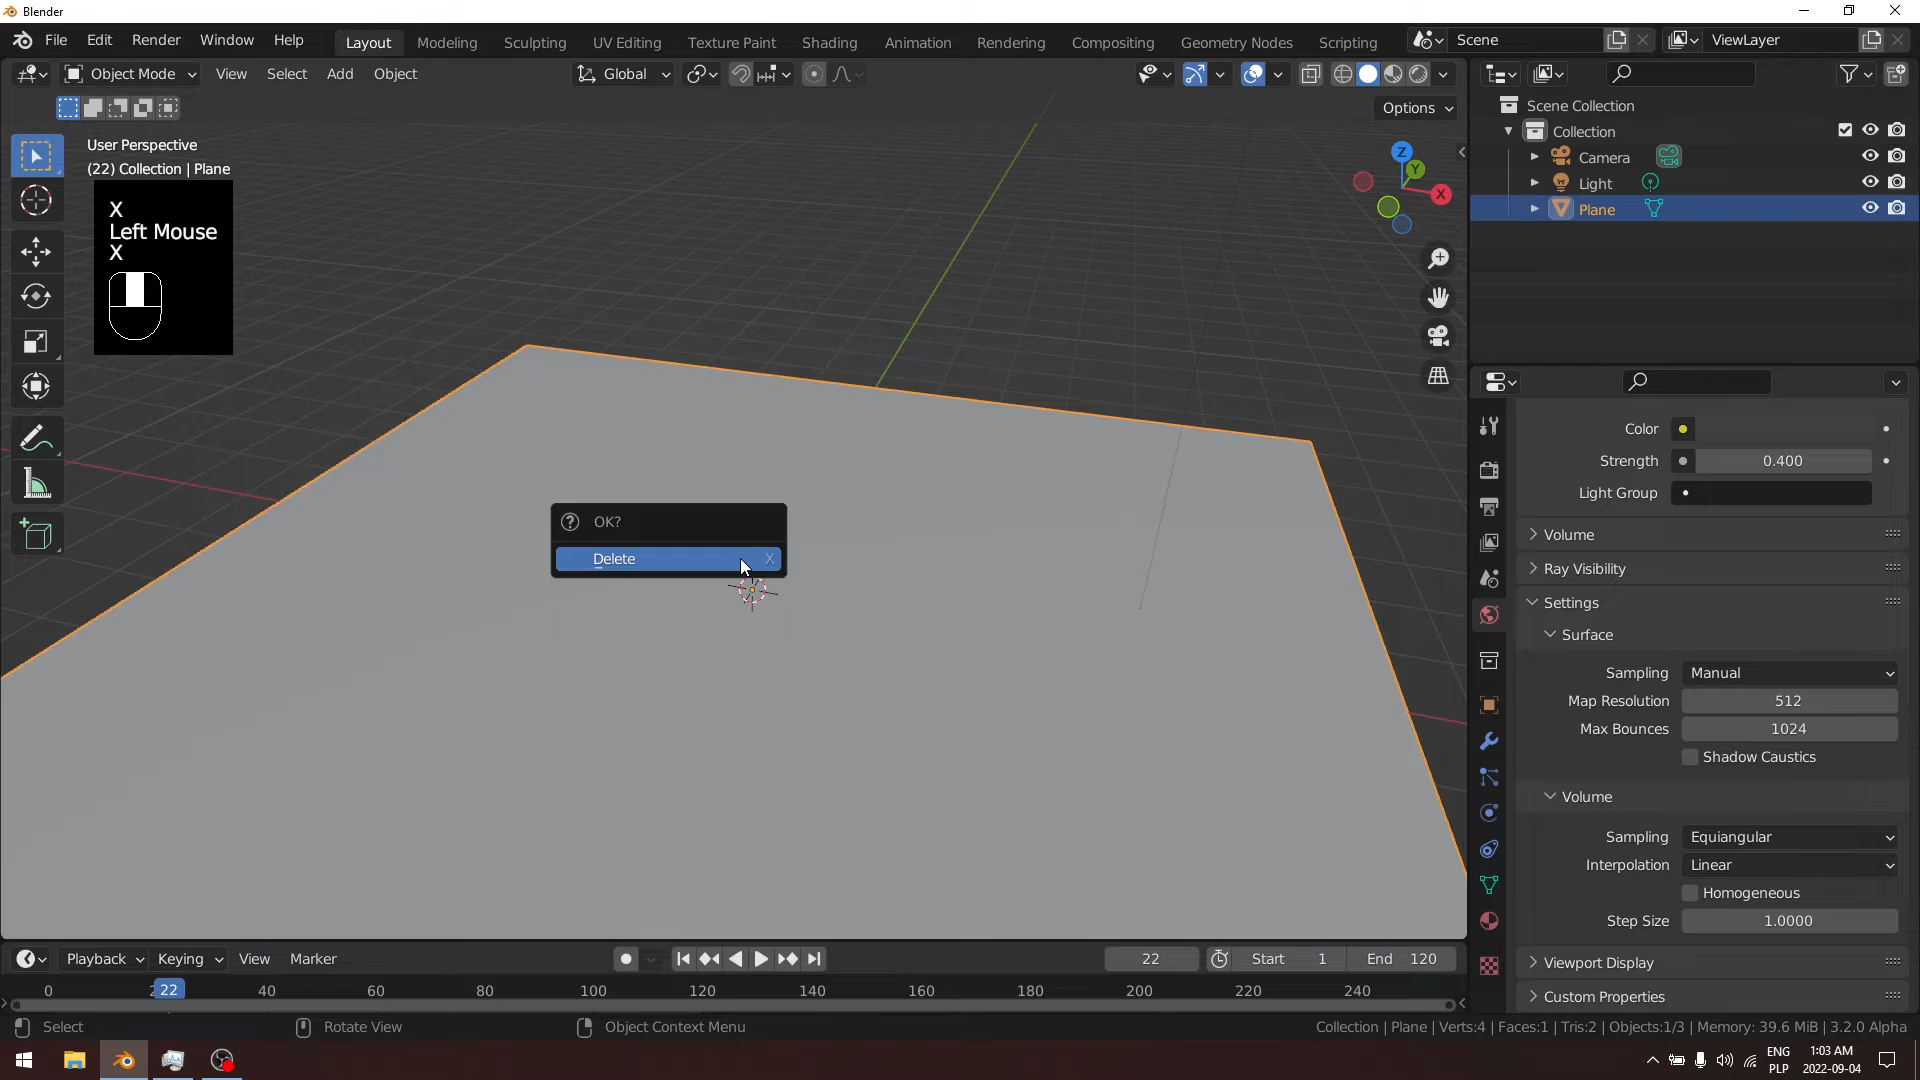 Blender
File Edit Render Window Help
Layout Modeling Sculpting UV Editing Texture Paint Shading Animation Rendering Compositing Geometry Nodes Scripting
Scene
ViewLayer
Object Mode View Select Add Object
Global
Options
User Perspective
(22) Collection | Plane
X
Left Mouse
X
Z
Y
X
Scene Collection
Collection
Camera
Light
Plane
OK?
Delete X
Color
Strength 0.400
Light Group
Volume
Ray Visibility
Settings
Surface
Sampling Manual
Map Resolution 512
Max Bounces 1024
Shadow Caustics
Volume
Sampling Equiangular
Interpolation Linear
Homogeneous
Step Size 1.0000
Viewport Display
Custom Properties
Playback Keying View Marker
22 Start 1 End 120
0 22 40 60 80 100 120 140 160 180 200 220 240
Select Rotate View Object Context Menu
Collection | Plane | Verts:4 | Faces:1 | Tris:2 | Objects:1/3 | Memory: 39.6 MiB | 3.2.0 Alpha
ENG
PLP
1:03 AM
2022-09-04